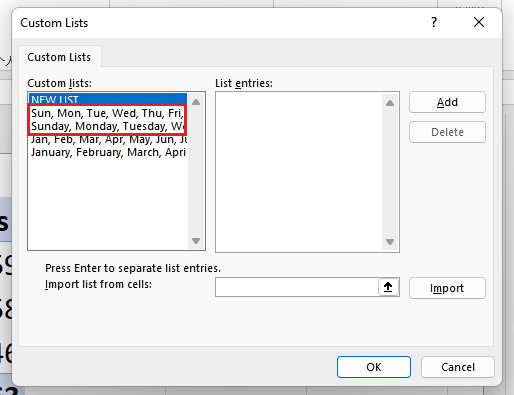 Custom Lists
?
Custom Lists
Custom lists:
List entries:
NEW LIST
Sun, Mon, Tue, Wed, Thu, Fri,
Sunday, Monday, Tuesday, We
Jan, Feb, Mar, Apr, May, Jun, Ju
January, February, March, Apri
Add
Delete
Press Enter to separate list entries.
Import list from cells:
Import
OK
Cancel